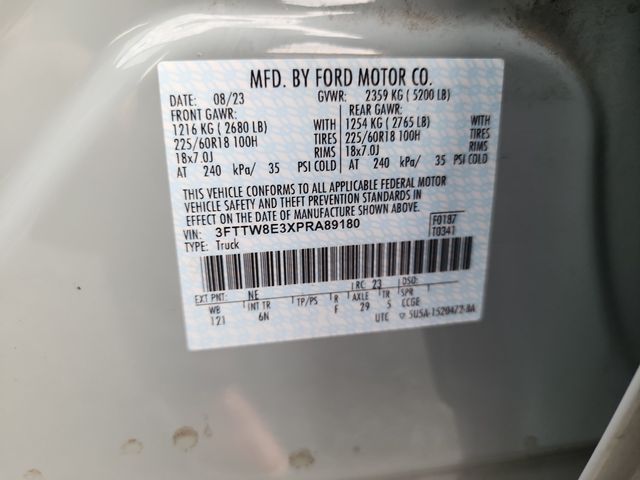 MFD. BY FORD MOTOR CO.
DATE: 08/23 GVWR: 2359 KG (5200 LB)
FRONT GAWR: REAR GAWR:
1216 KG (2680 LB) WITH 1254 KG (2765 LB) WITH
225/60R18 100H TIRES 225/60R18 100H TIRES
18x7.0J RIMS 18x7.0J RIMS
AT 240 kPa/ 35 PSI COLD AT 240 kPa/ 35 PSI COLD
THIS VEHICLE CONFORMS TO ALL APPLICABLE FEDERAL MOTOR
VEHICLE SAFETY AND THEFT PREVENTION STANDARDS IN
EFFECT ON THE DATE OF MANUFACTURE SHOWN ABOVE.
VIN: 3FTTW8E3XPRA89180 F0187
TYPE: Truck T0341
EXT PNT: NE RC: 23 DSO:
WB INT TR TP/PS R AXLE TR SPR
121 6N F 29 5 CCGE
UTC 5U5A-1520472-BA